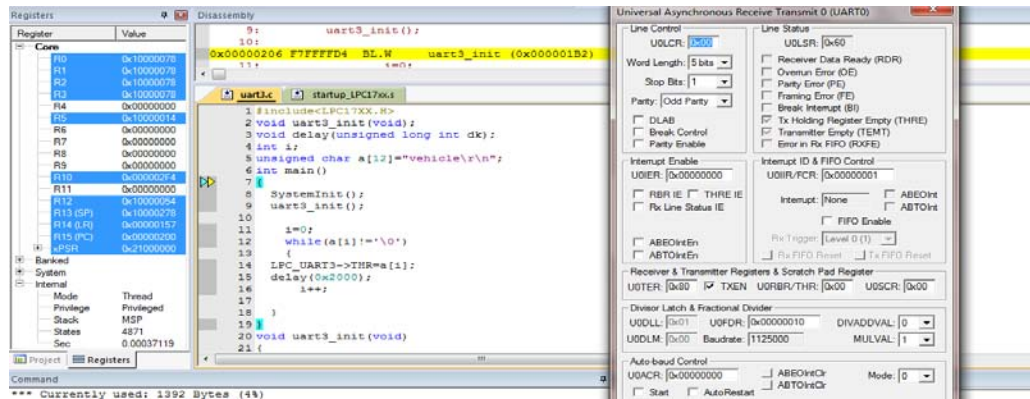 Registers
Register Value
Core
R0 0x10000078
R1 0x10000078
R2 0x10000078
R3 0x10000078
R4 0x00000000
R5 0x10000014
R6 0x00000000
R7 0x00000000
R8 0x00000000
R9 0x00000000
R10 0x000002F4
R11 0x00000000
R12 0x10000054
R13 (SP) 0x10000278
R14 (LR) 0x00000157
R15 (PC) 0x00000200
xPSR 0x21000000
Banked
System
Internal
Mode Thread
Privilege Privileged
Stack MSP
States 4871
Sec 0.00037119
Project Registers
Disassembly
9: uart3_init();
10:
0x00000206 F7FFFFD4 BL.W uart3_init (0x000001B2)
11: i=0;
uart3.c startup_LPC17xx.s
1 #include<LPC17XX.H>
2 void uart3_init(void);
3 void delay(unsigned long int dk);
4 int i;
5 unsigned char a[12]="vehicle\r\n";
6 int main()
7 {
8 SystemInit();
9 uart3_init();
10
11 i=0;
12 while(a[i]!='\0')
13 {
14 LPC_UART3->THR=a[i];
15 delay(0x2000);
16 i++;
17
18 }
19 }
20 void uart3_init(void)
21 {
Universal Asynchronous Receive Transmit 0 (UART0)
Line Control
U0LCR: 0x00
Word Length: 5 bits
Stop Bits: 1
Parity: Odd Parity
DLAB
Break Control
Parity Enable
Line Status
U0LSR: 0x60
Receiver Data Ready (RDR)
Overrun Error (OE)
Parity Error (PE)
Framing Error (FE)
Break Interrupt (BI)
Tx Holding Register Empty (THRE)
Transmitter Empty (TEMT)
Error in Rx FIFO (RXFE)
Interrupt Enable
U0IER: 0x00000000
RBR IE THRE IE
Rx Line Status IE
ABEOIntEn
ABTOIntEn
Interrupt ID & FIFO Control
U0IIR/FCR: 0x00000001
Interrupt: None ABEOInt
ABTOInt
FIFO Enable
Rx Trigger: Level 0 (1)
Rx FIFO Reset Tx FIFO Reset
Receiver & Transmitter Registers & Scratch Pad Register
U0TER: 0x80 TXEN U0RBR/THR: 0x00 U0SCR: 0x00
Divisor Latch & Fractional Divider
U0DLL: 0x01 U0FDR: 0x00000010 DIVADDVAL: 0
U0DLM: 0x00 Baudrate: 1125000 MULVAL: 1
Auto-baud Control
U0ACR: 0x00000000 ABEOIntClr Mode: 0
ABTOIntClr
Start AutoRestart
Command
*** Currently used: 1392 Bytes (4%)